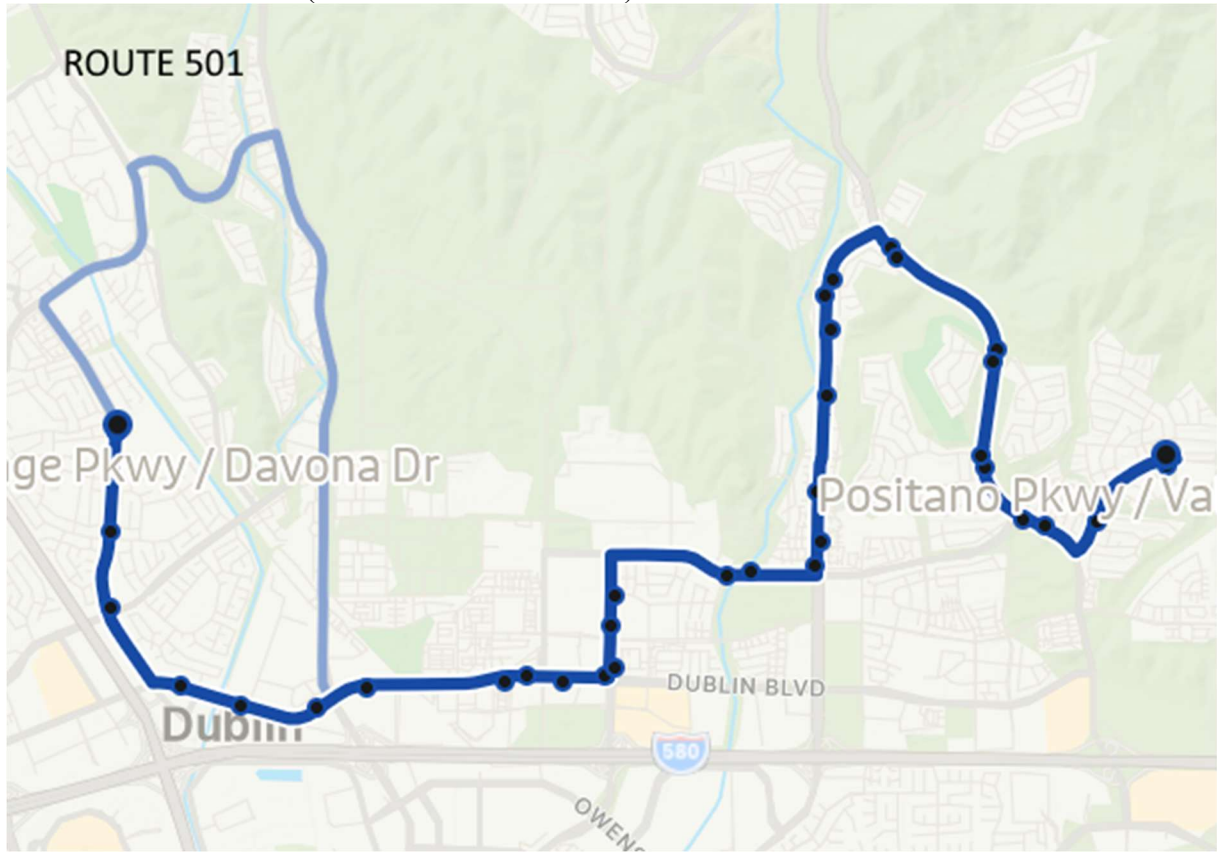 ROUTE 501
ge Pkwy / Davona Dr
Positano Pkwy / Va
DUBLIN BLVD
Dublin
580
OWENS